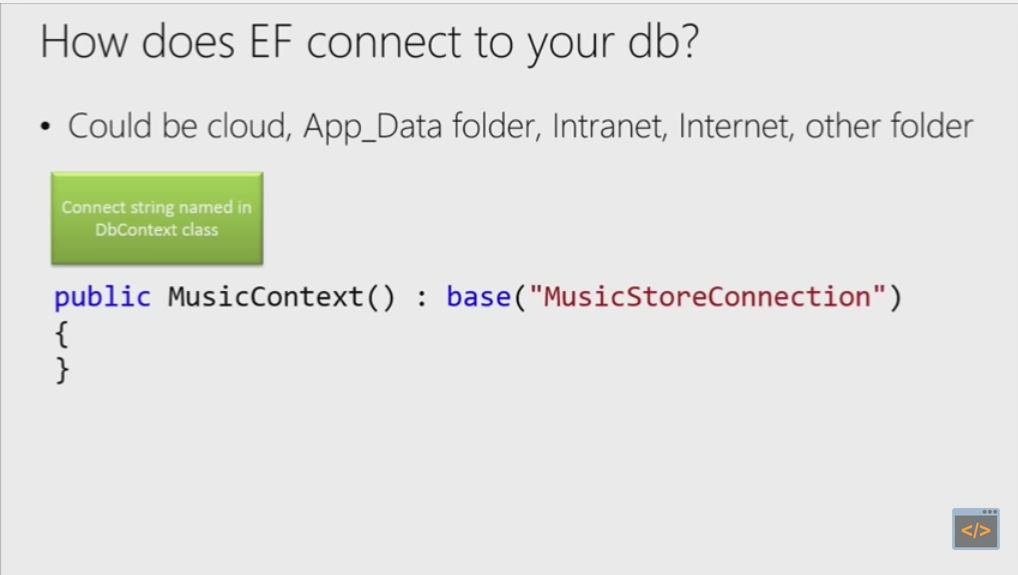 How does EF connect to your db?
• Could be cloud, App_Data folder, Intranet, Internet, other folder
Connect string named in
DbContext class
public MusicContext() : base("MusicStoreConnection")
{
}
</>